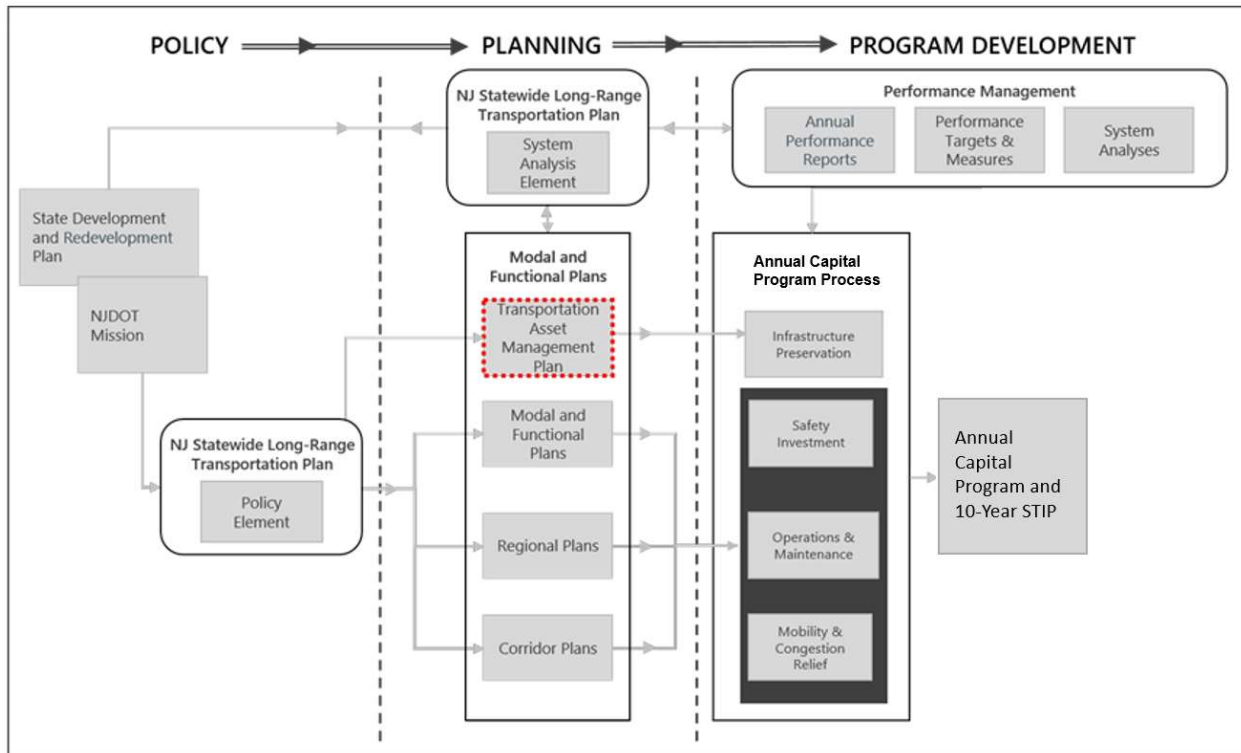 POLICY
PLANNING
PROGRAM DEVELOPMENT
NJ Statewide Long-Range
Transportation Plan
System
Analysis
Element
Performance Management
Annual
Performance
Reports
Performance
Targets &
Measures
System
Analyses
State Development
and Redevelopment
Plan
NJDOT
Mission
NJ Statewide Long-Range
Transportation Plan
Policy
Element
Modal and
Functional Plans
Transportation
Asset
Management
Plan
Modal and
Functional
Plans
Regional Plans
Corridor Plans
Annual Capital
Program Process
Infrastructure
Preservation
Safety
Investment
Operations &
Maintenance
Mobility &
Congestion
Relief
Annual
Capital
Program and
10-Year STIP